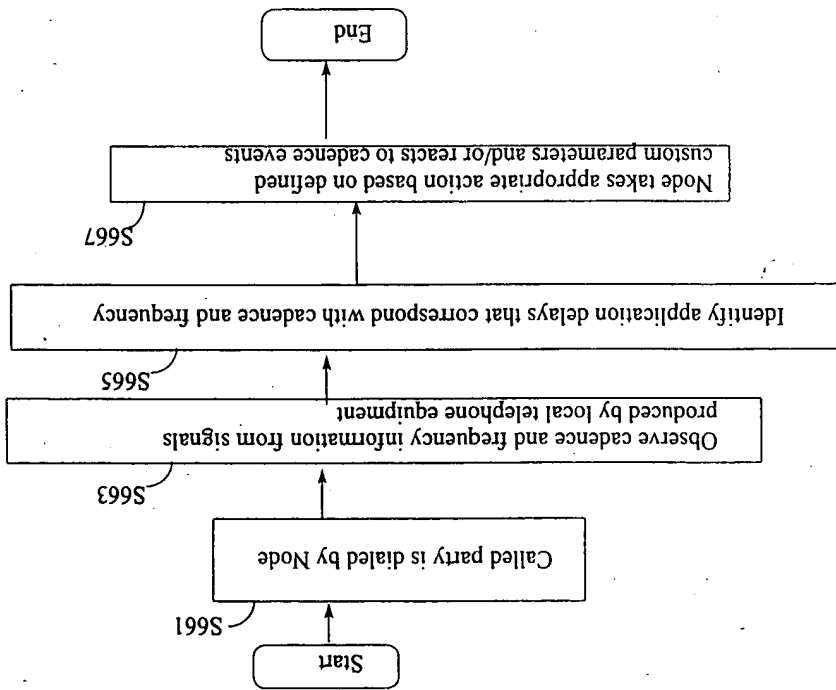 Start
S661
Called party is dialed by Node
S663
Observe cadence and frequency information from signals
produced by local telephone equipment
S665
Identify application delays that correspond with cadence and frequency
S667
Node takes appropriate action based on defined
custom parameters and/or reacts to cadence events
End